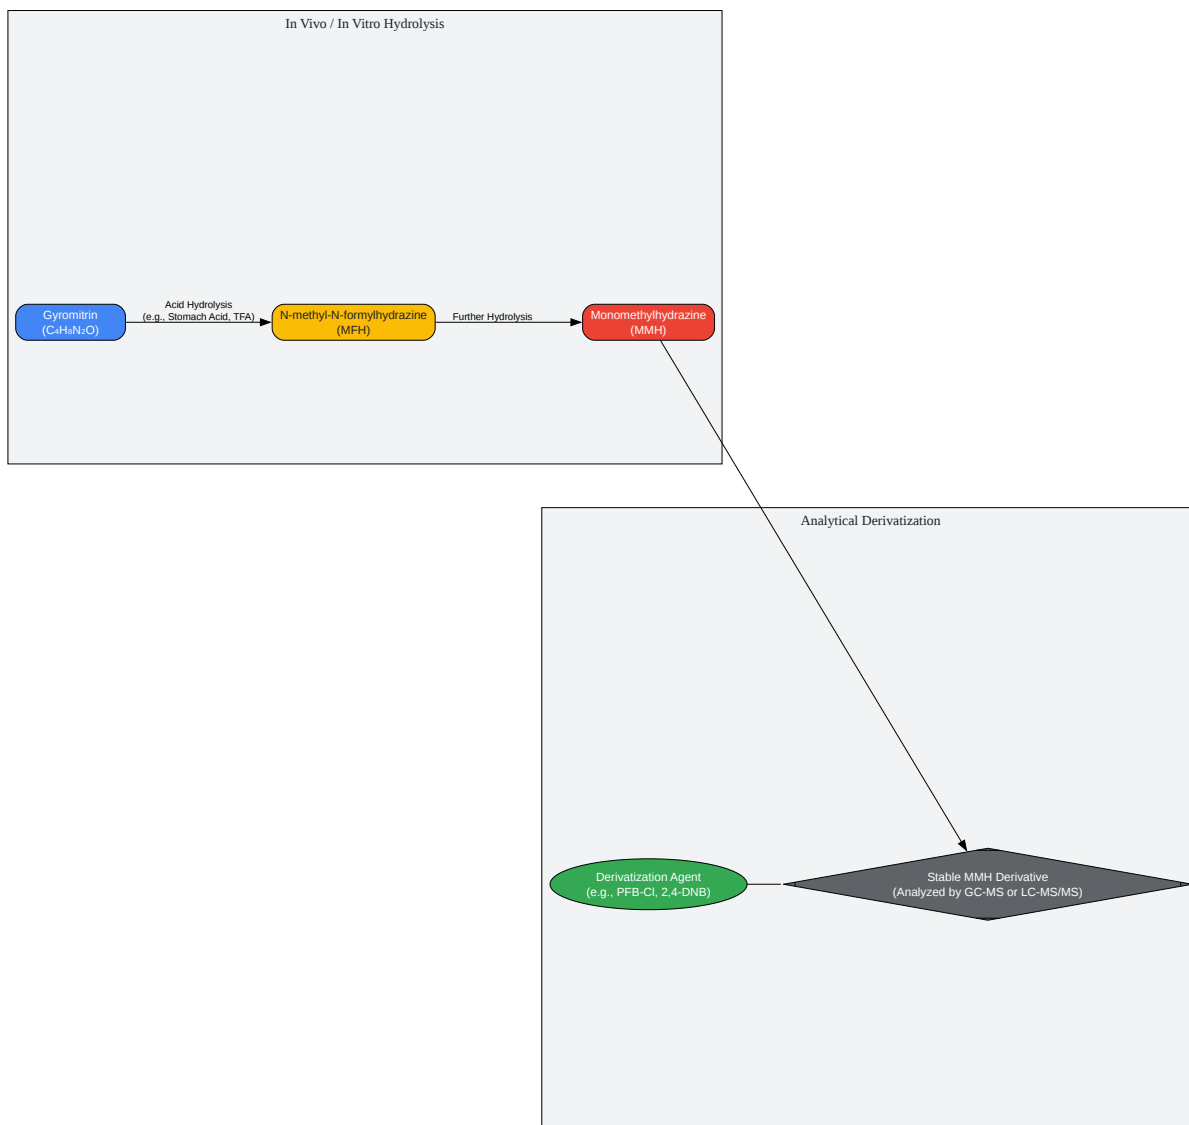 In Vivo / In Vitro Hydrolysis
Gyromitrin
(C₄H₈N₂O)
Acid Hydrolysis
(e.g., Stomach Acid, TFA)
N-methyl-N-formylhydrazine
(MFH)
Further Hydrolysis
Monomethylhydrazine
(MMH)
Analytical Derivatization
Derivatization Agent
(e.g., PFB-Cl, 2,4-DNB)
Stable MMH Derivative
(Analyzed by GC-MS or LC-MS/MS)